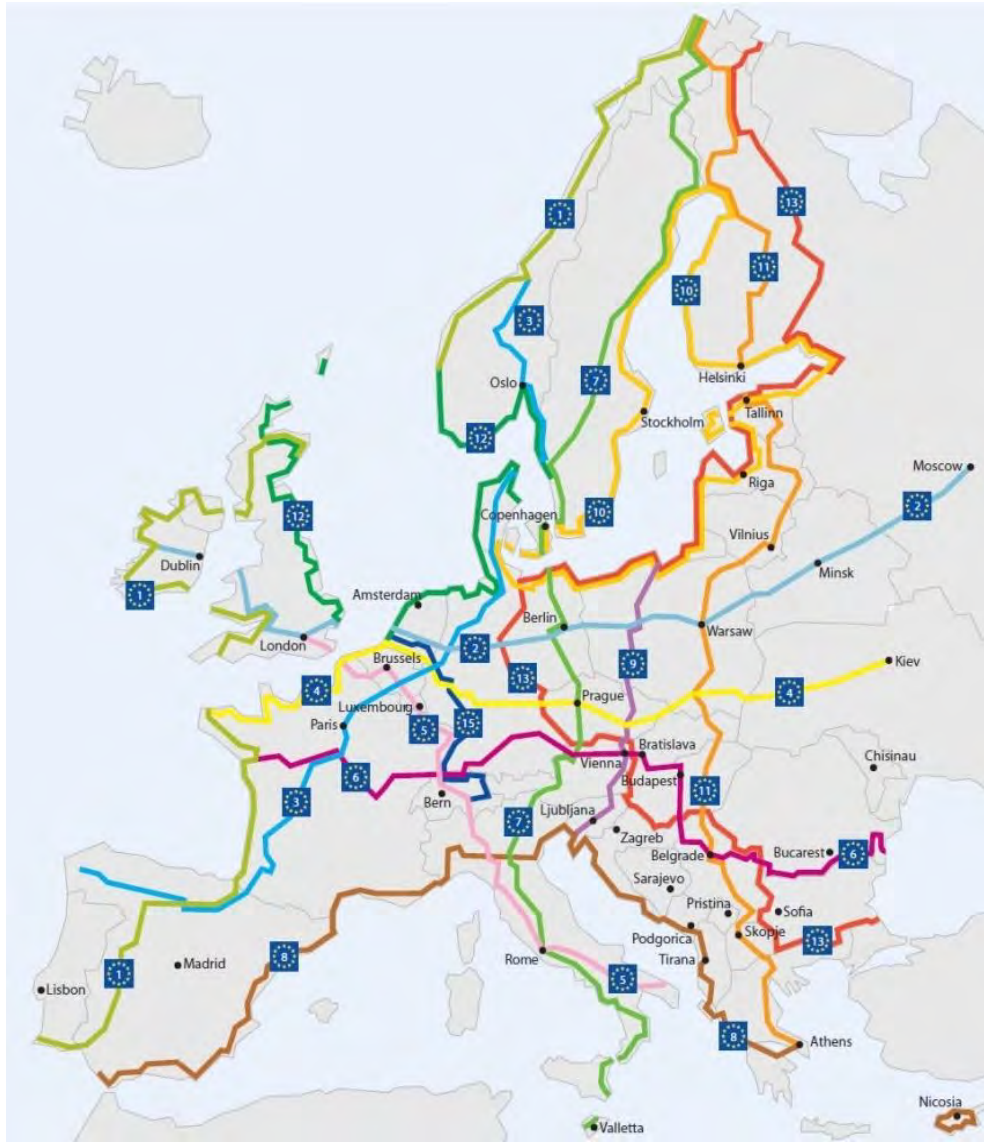 1
13
11
10
3
Oslo
Helsinki
7
Tallinn
Stockholm
12
Moscow
Riga
2
12
10
Copenhagen
Vilnius
Dublin
Minsk
1
Amsterdam
Berlin
Warsaw
London
2
Brussels
9
Kiev
13
4
4
Luxembourg
Prague
15
5
Paris
Bratislava
Vienna
Chisinau
6
Budapest
Bern
11
3
Ljubljana
7
Zagreb
Bucarest
6
Belgrade
Sarajevo
Pristina
Sofia
Podgorica
Skopje
13
8
Madrid
Rome
Tirana
1
5
Lisbon
8
Athens
Nicosia
Valletta